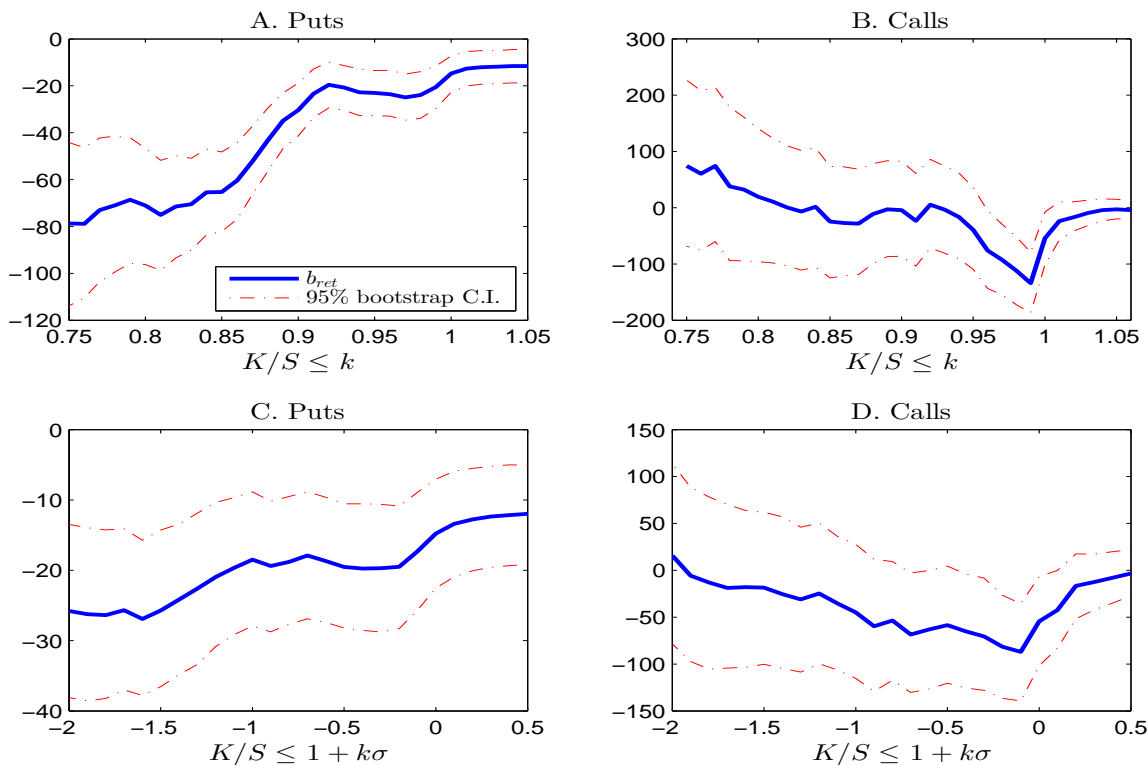 A. Puts
0
−20
−40
−60
−80
−100
−120
0.75 0.8 0.85 0.9 0.95 1 1.05
K/S ≤ k
b_ret
95% bootstrap C.I.
B. Calls
300
200
100
0
−100
−200
0.75 0.8 0.85 0.9 0.95 1 1.05
K/S ≤ k
C. Puts
0
−10
−20
−30
−40
−2 −1.5 −1 −0.5 0 0.5
K/S ≤ 1 + kσ
D. Calls
150
100
50
0
−50
−100
−150
−2 −1.5 −1 −0.5 0 0.5
K/S ≤ 1 + kσ